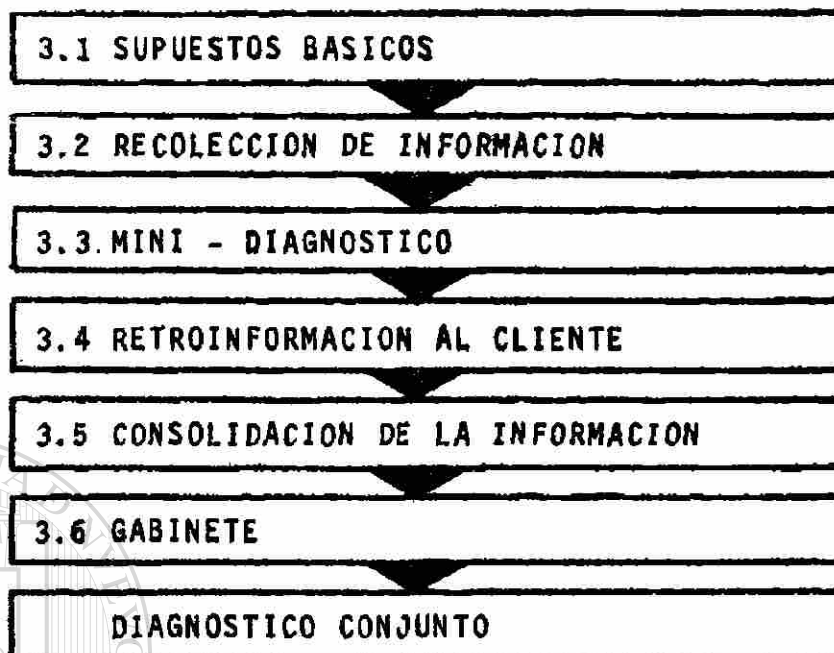 3.1 SUPUESTOS BASICOS
3.2 RECOLECCION DE INFORMACION
3.3. MINI - DIAGNOSTICO
3.4 RETROINFORMACION AL CLIENTE
3.5 CONSOLIDACION DE LA INFORMACION
3.6 GABINETE
DIAGNOSTICO CONJUNTO